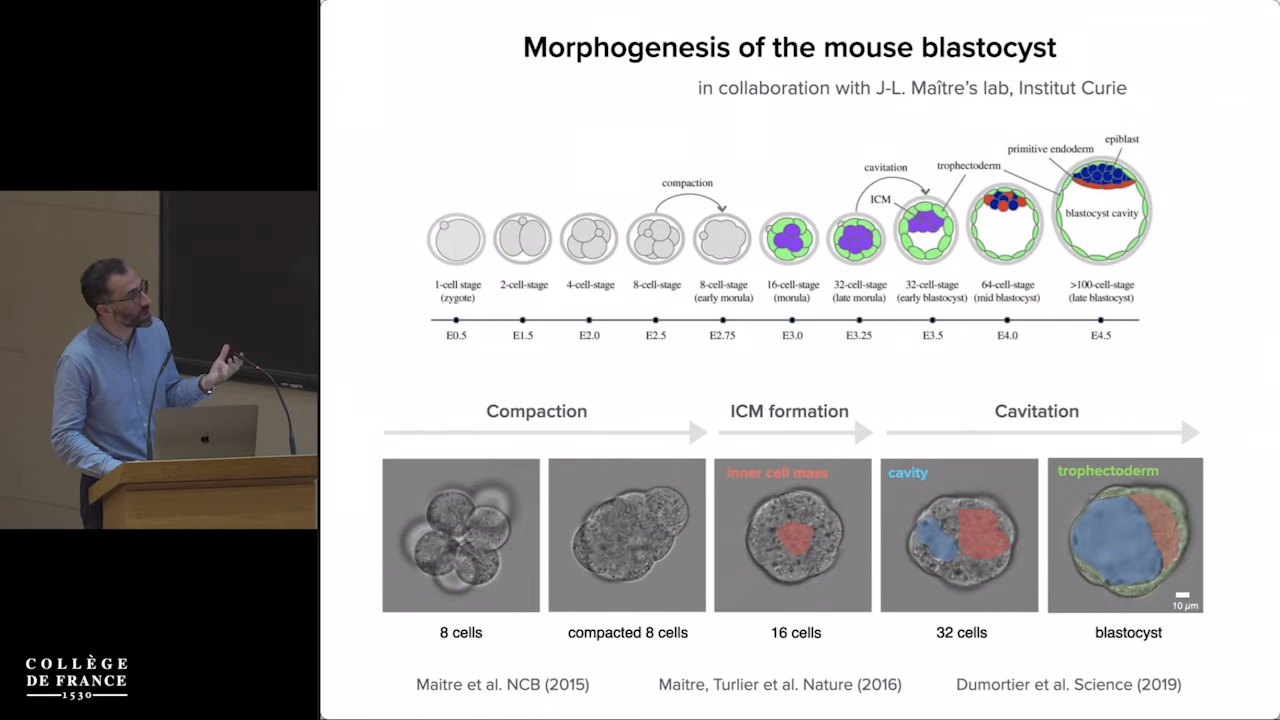 Morphogenesis of the mouse blastocyst
in collaboration with J-L. Maître's lab, Institut Curie
epiblast
primitive endoderm
cavitation
trophectoderm
compaction
ICM
blastocyst cavity
1-cell stage
(zygote)
2-cell-stage
4-cell-stage
8-cell-stage
8-cell-stage
(early morula)
16-cell-stage
(morula)
32-cell-stage
(late morula)
32-cell-stage
(early blastocyst)
64-cell-stage
(mid blastocyst)
>100-cell-stage
(late blastocyst)
E0.5 E1.5 E2.0 E2.5 E2.75 E3.0 E3.25 E3.5 E4.0 E4.5
Compaction ICM formation Cavitation
inner cell mass
cavity
trophectoderm
10 µm
8 cells
compacted 8 cells
16 cells
32 cells
blastocyst
Maitre et al. NCB (2015)
Maitre, Turlier et al. Nature (2016)
Dumortier et al. Science (2019)
COLLÈGE
DE FRANCE
1530